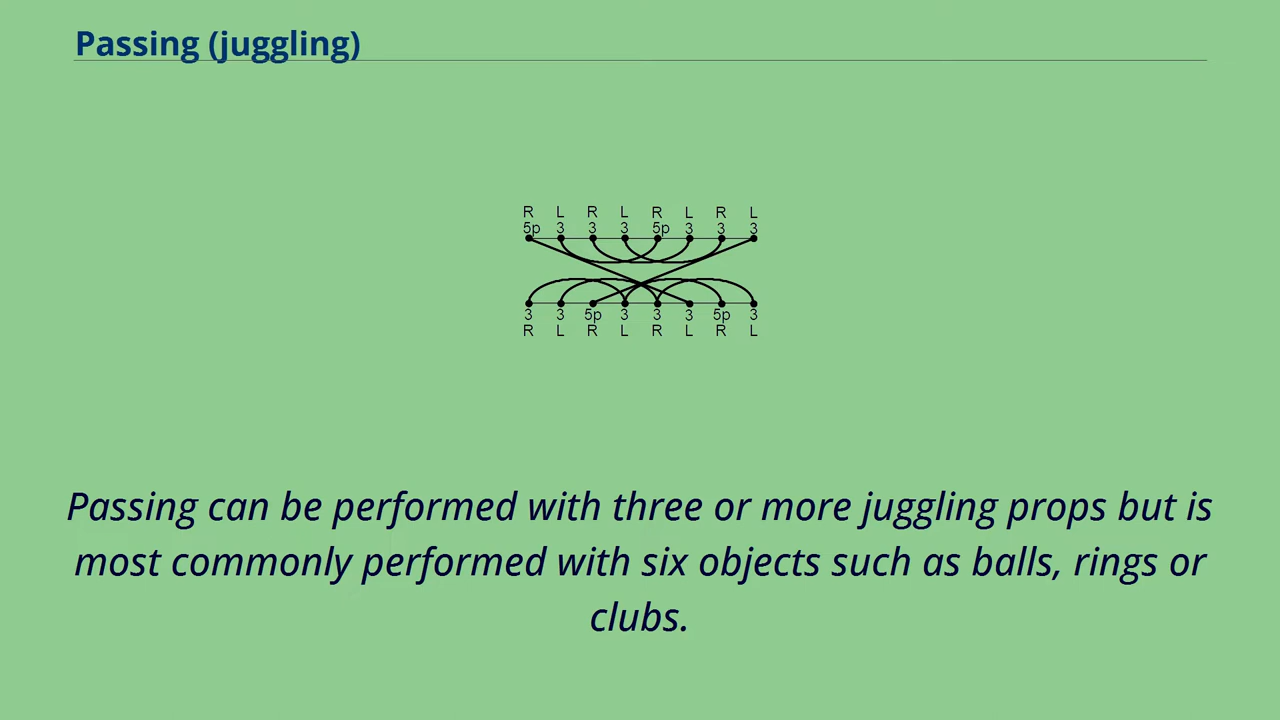 Passing (juggling)
R L R L R L R L
5p 3 3 3 5p 3 3 3
3 3 5p 3 3 3 5p 3
R L R L R L R L
Passing can be performed with three or more juggling props but is
most commonly performed with six objects such as balls, rings or
clubs.